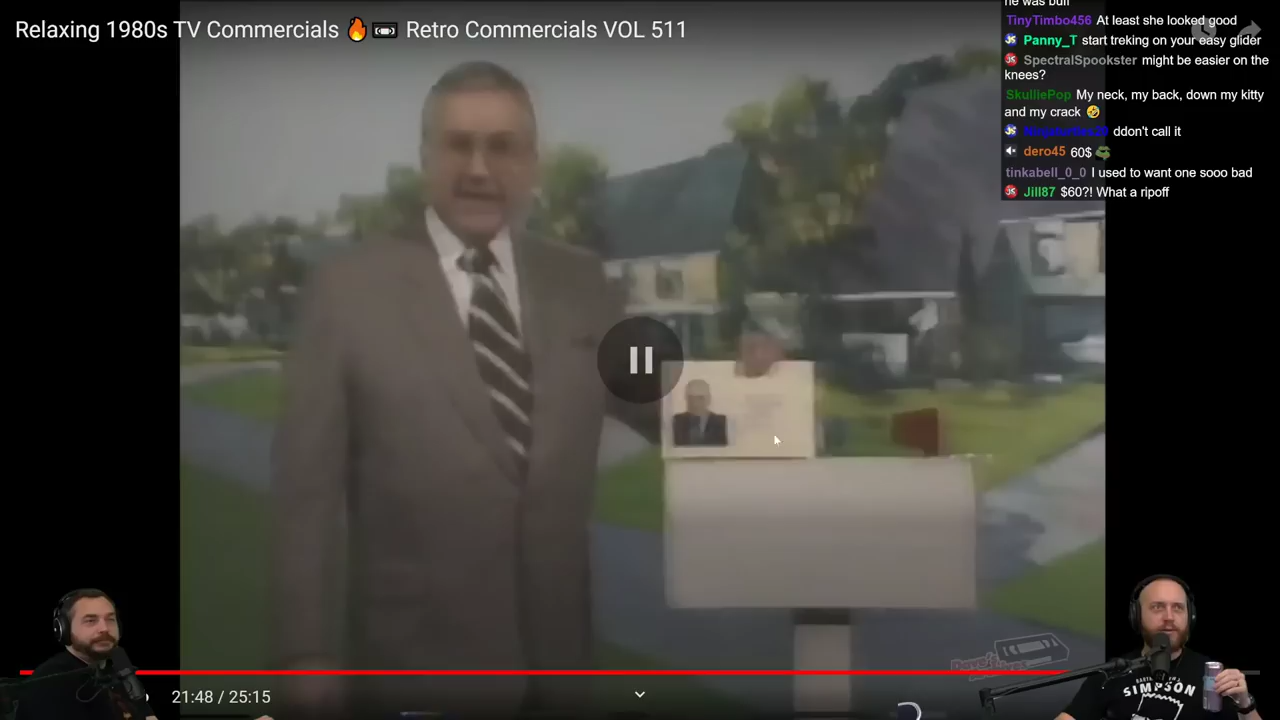 Relaxing 1980s TV Commercials 🔥📼 Retro Commercials VOL 511
he was buff
TinyTimbo456 At least she looked good
Panny_T start treking on your easy glider
SpectralSpookster might be easier on the
knees?
SkulliePop My neck, my back, down my kitty
and my crack 🤣
ddon't call it
dero45 60$
tinkabell_0_0 I used to want one sooo bad
Jill87 $60?! What a ripoff
21:48 / 25:15
SIMPSON